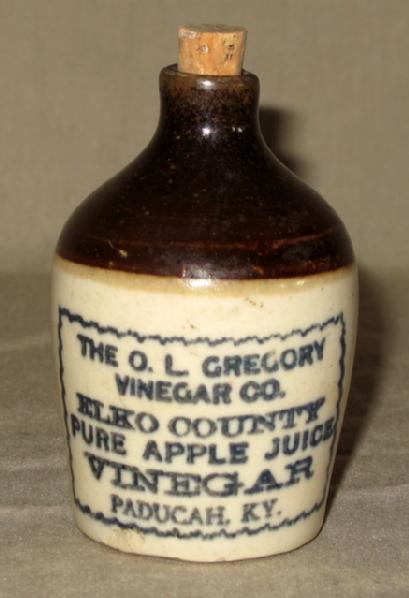 THE O. L. GREGORY
VINEGAR CO.
ELKO COUNTY
PURE APPLE JUICE
VINEGAR
PADUCAH, KY.